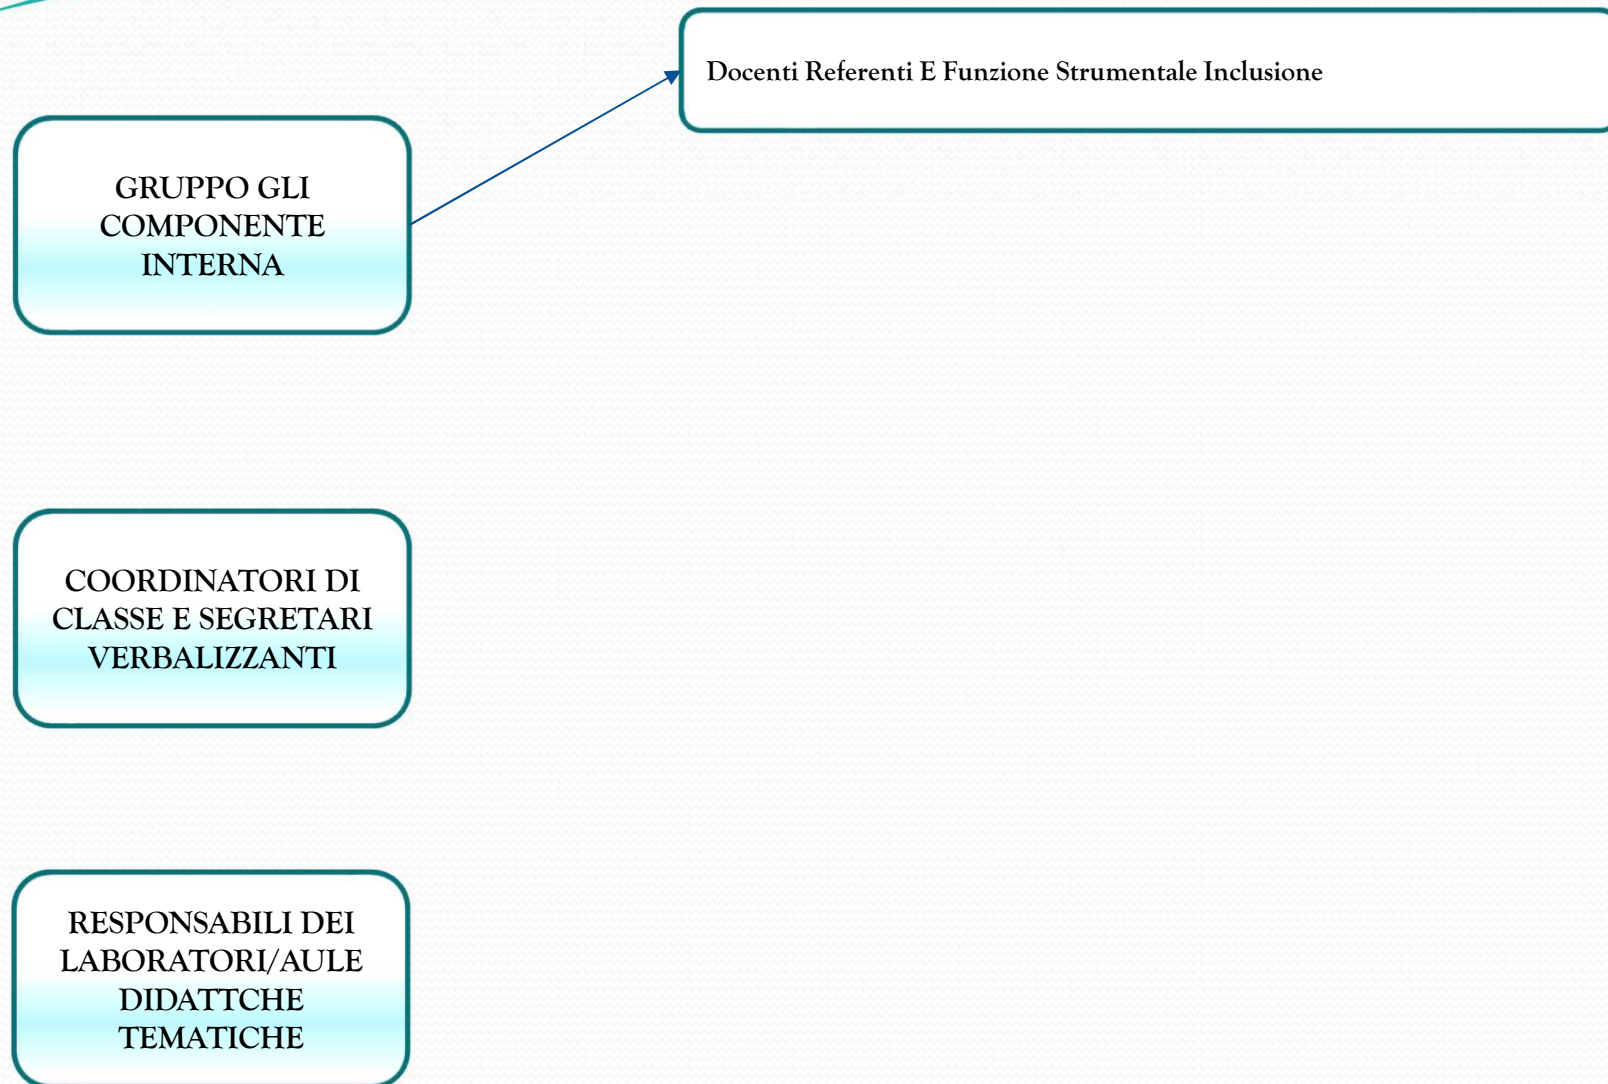 Docenti Referenti E Funzione Strumentale Inclusione
GRUPPO GLI
COMPONENTE
INTERNA
COORDINATORI DI
CLASSE E SEGRETARI
VERBALIZZANTI
RESPONSABILI DEI
LABORATORI/AULE
DIDATTCHE
TEMATICHE